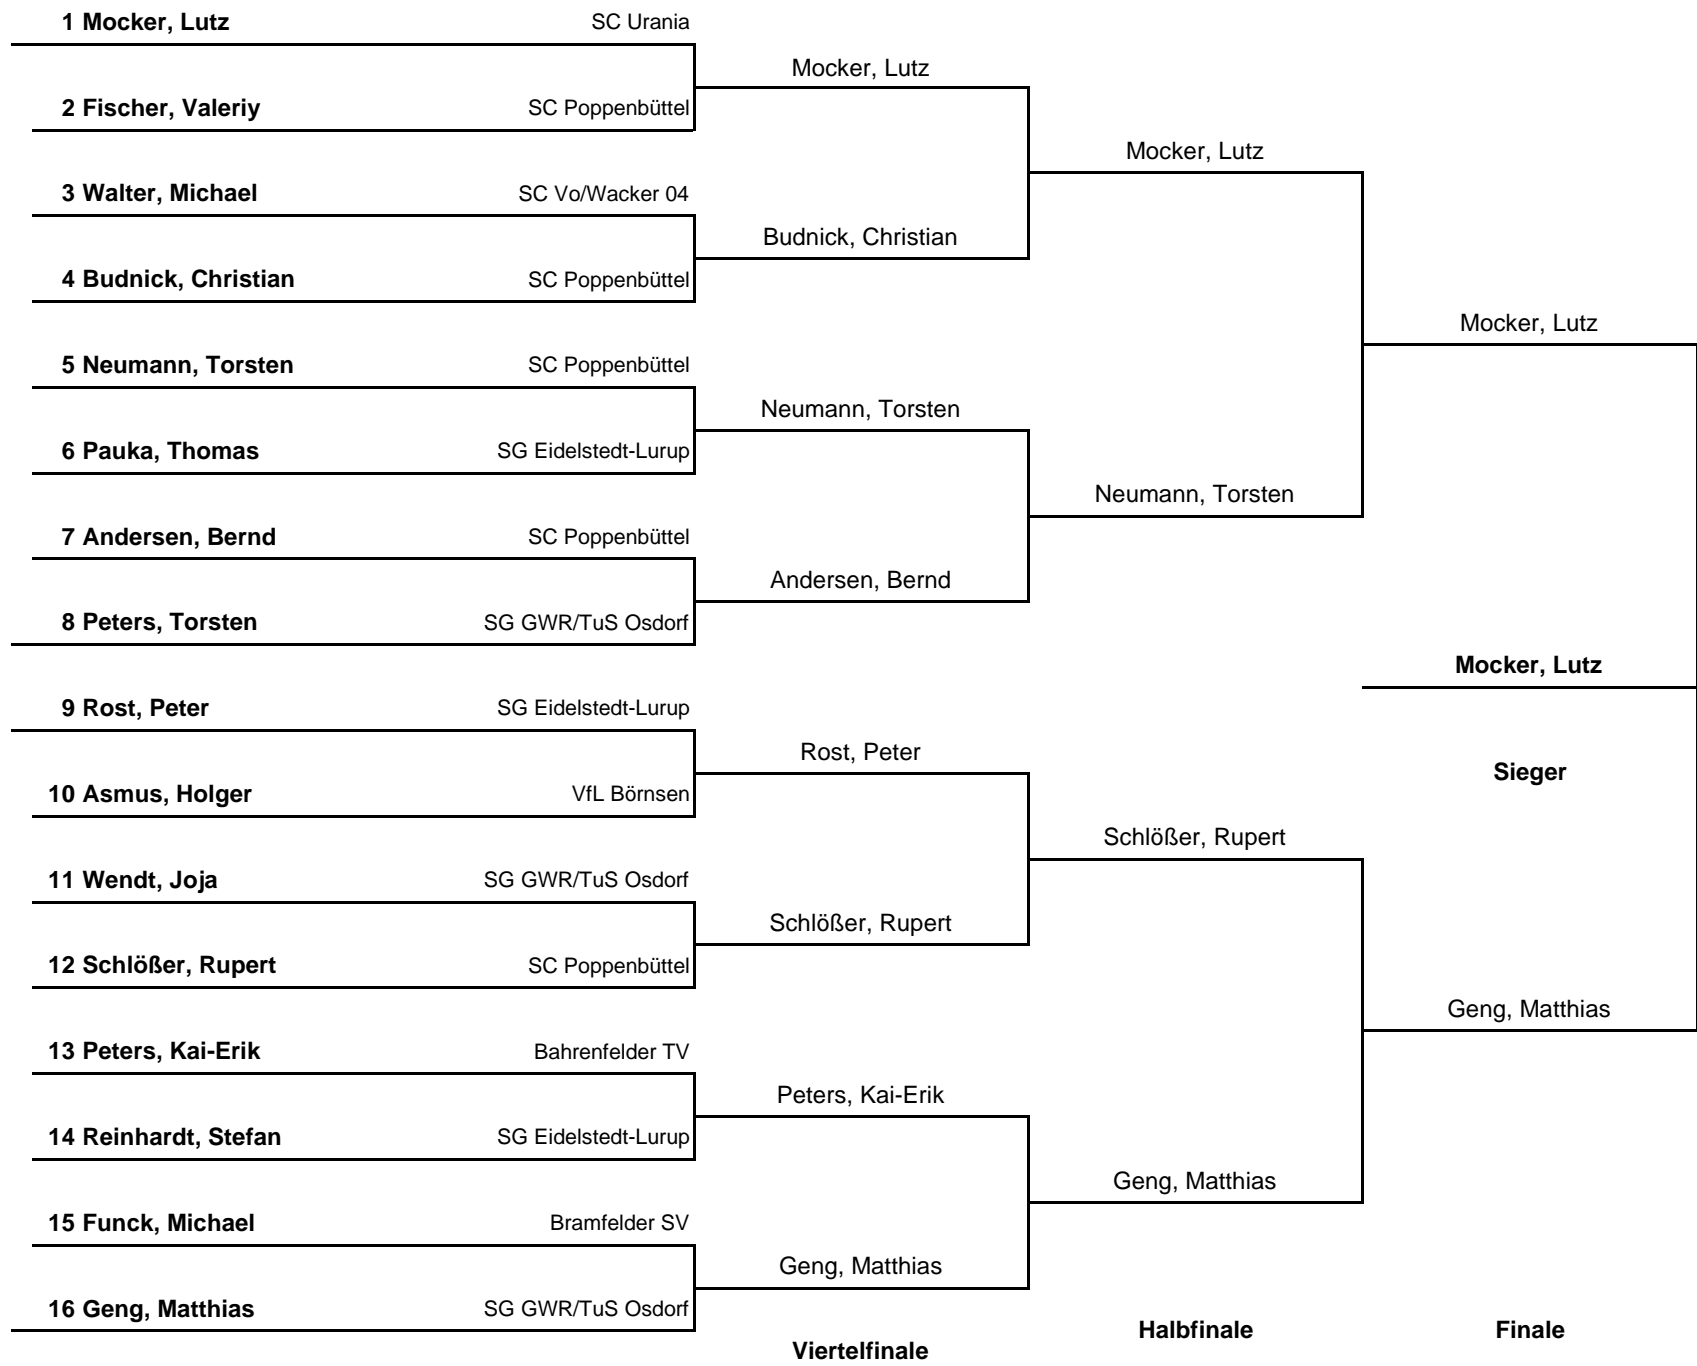 1 Mocker, Lutz SC Urania
Mocker, Lutz
2 Fischer, Valeriy SC Poppenbüttel
Mocker, Lutz
3 Walter, Michael SC Vo/Wacker 04
Budnick, Christian
4 Budnick, Christian SC Poppenbüttel
Mocker, Lutz
5 Neumann, Torsten SC Poppenbüttel
Neumann, Torsten
6 Pauka, Thomas SG Eidelstedt-Lurup
Neumann, Torsten
7 Andersen, Bernd SC Poppenbüttel
Andersen, Bernd
8 Peters, Torsten SG GWR/TuS Osdorf
Mocker, Lutz
9 Rost, Peter SG Eidelstedt-Lurup
Rost, Peter
Sieger
10 Asmus, Holger VfL Börnsen
Schlößer, Rupert
11 Wendt, Joja SG GWR/TuS Osdorf
Schlößer, Rupert
12 Schlößer, Rupert SC Poppenbüttel
Geng, Matthias
13 Peters, Kai-Erik Bahrenfelder TV
Peters, Kai-Erik
14 Reinhardt, Stefan SG Eidelstedt-Lurup
Geng, Matthias
15 Funck, Michael Bramfelder SV
Geng, Matthias
16 Geng, Matthias SG GWR/TuS Osdorf
Viertelfinale Halbfinale Finale